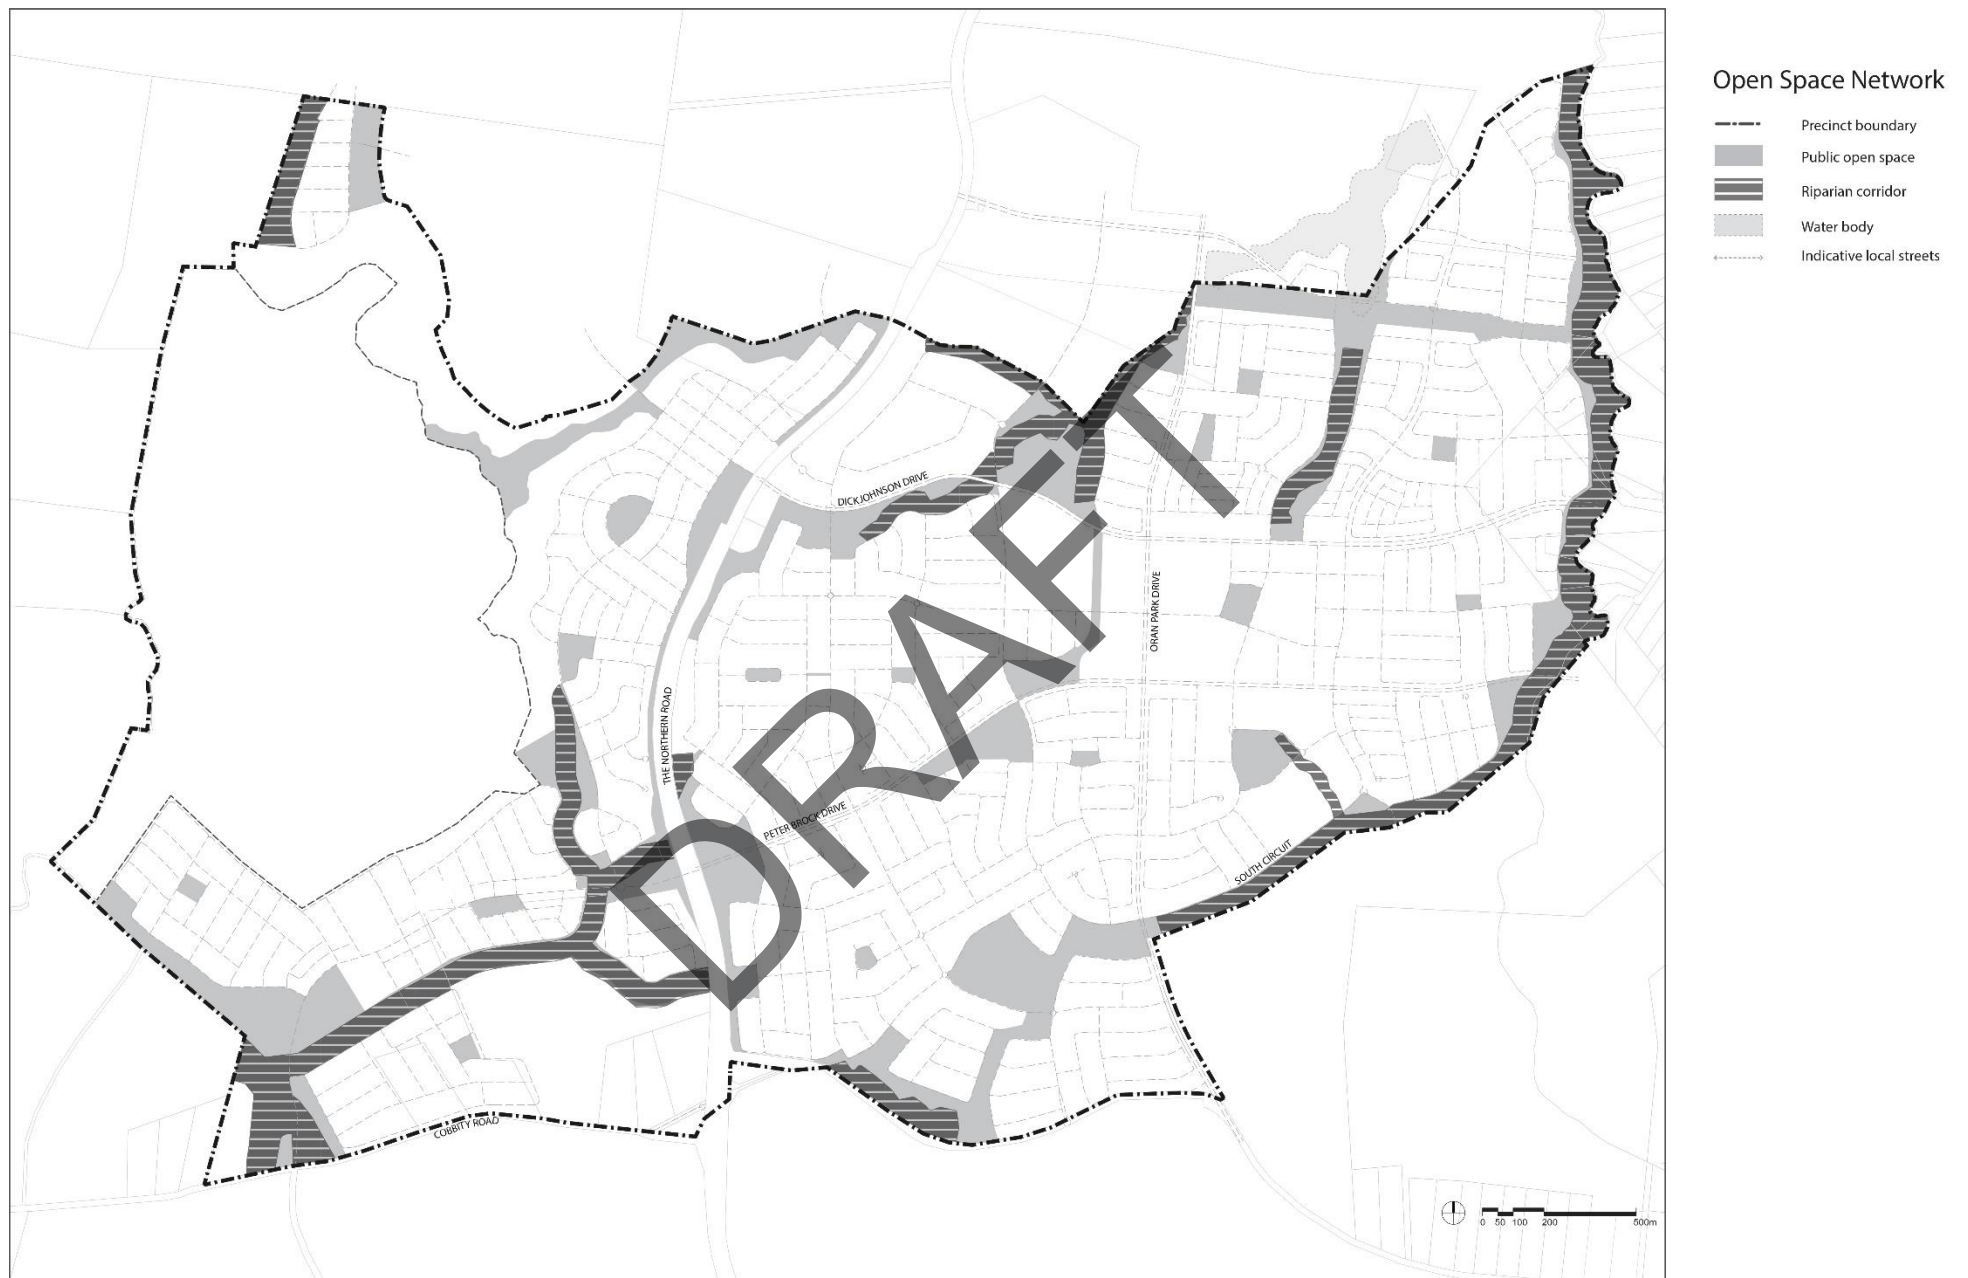 Open Space Network
Precinct boundary
Public open space
Riparian corridor
Water body
Indicative local streets
DICK JOHNSON DRIVE
ORAN PARK DRIVE
THE NORTHERN ROAD
PETER BROCK DRIVE
SOUTH CIRCUIT
COBBITY ROAD
DRAFT
0 50 100 200 500m